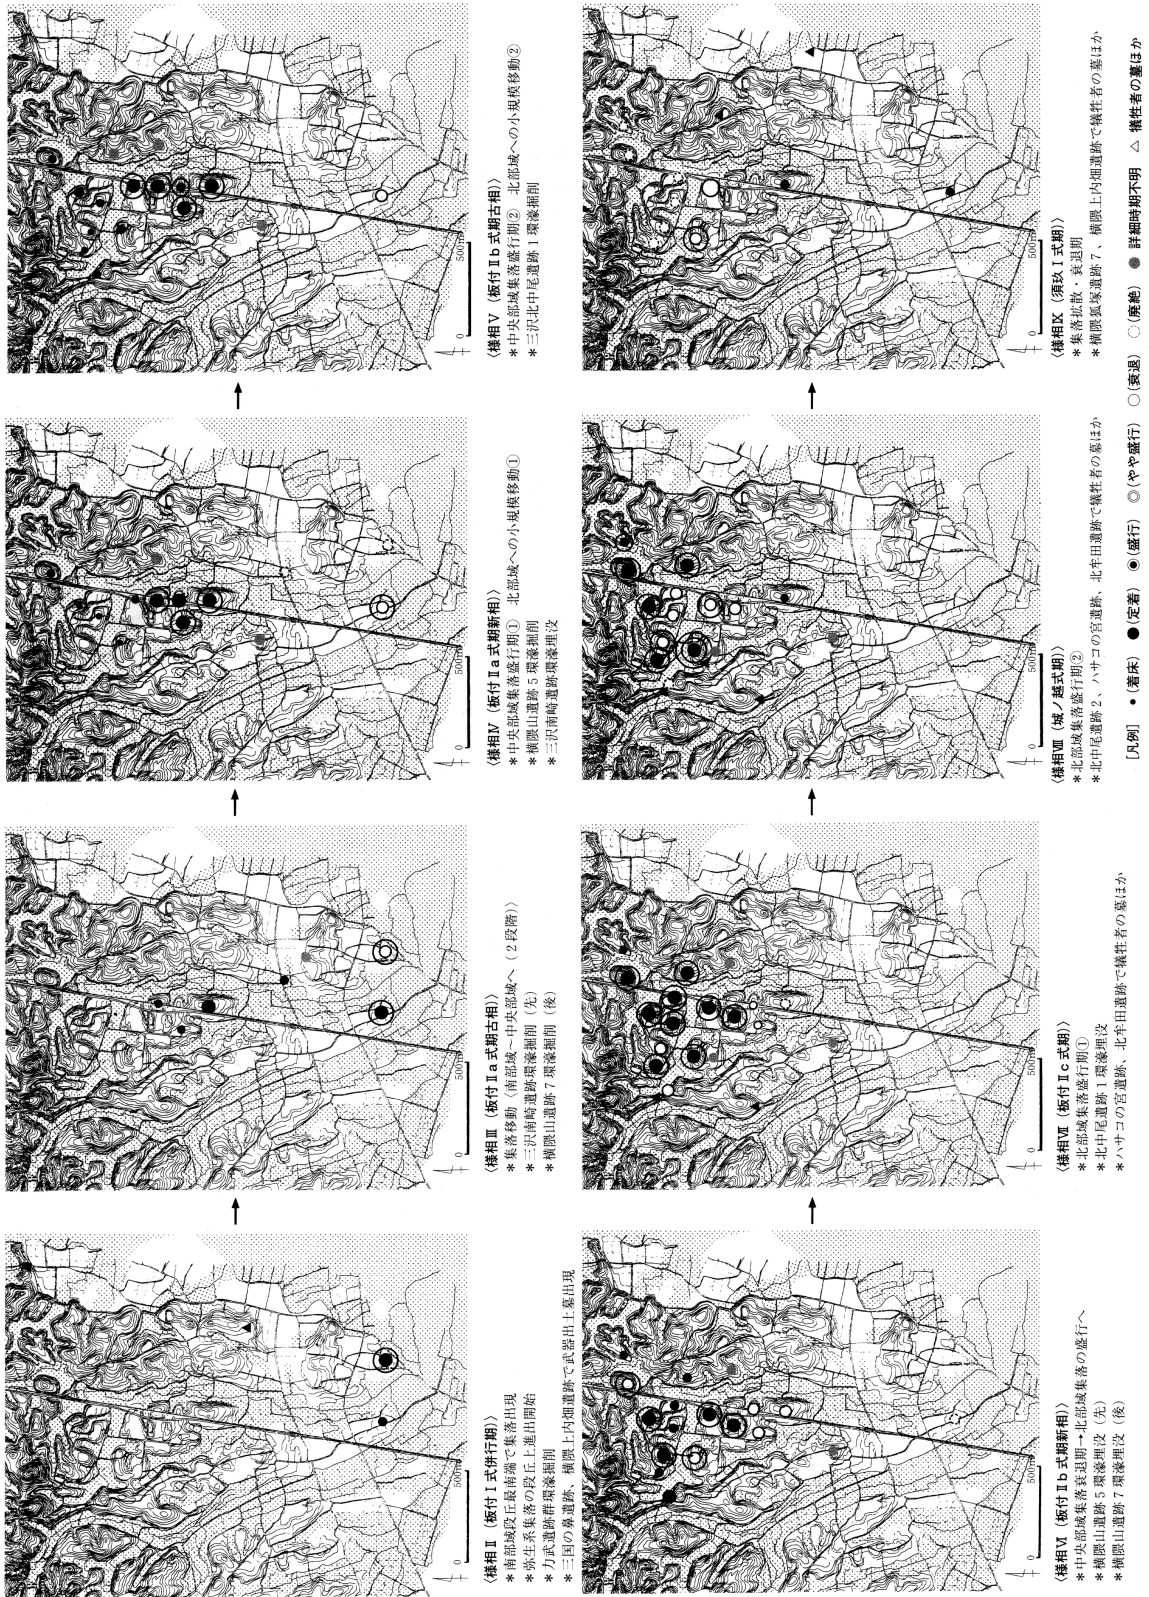 〈様相Ⅱ（板付Ⅰ式併行期）〉
＊南部域段丘最南端で集落出現
＊弥生系集落の段丘上進出開始
＊力武遺跡群環濠掘削
＊三国の鼻遺跡、横隈上内畑遺跡で武器出土墓出現
0
500m
〈様相Ⅲ（板付Ⅱa式期古相）〉
＊集落移動（南部域～中央部域へ（2段階））
＊三沢南崎遺跡環濠掘削（先）
＊横隈山遺跡7環濠掘削（後）
0
500m
〈様相Ⅳ（板付Ⅱa式期新相）〉
＊中央部域集落盛行期① 北部域への小規模移動①
＊横隈山遺跡5環濠掘削
＊三沢南崎遺跡環濠埋没
0
500m
〈様相Ⅴ（板付Ⅱb式期古相）〉
＊中央部域集落盛行期② 北部域への小規模移動②
＊三沢北中尾遺跡1環濠掘削
0
500m
〈様相Ⅵ（板付Ⅱb式期新相）〉
＊中央部域集落衰退期→北部域集落の盛行へ
＊横隈山遺跡5環濠埋没（先）
＊横隈山遺跡7環濠埋没（後）
0
500m
〈様相Ⅶ（板付Ⅱc式期）〉
＊北部域集落盛行期①
＊北中尾遺跡1環濠埋没
＊ハサコの宮遺跡、北牟田遺跡で犠牲者の墓ほか
0
500m
〈様相Ⅷ（城ノ越式期）〉
＊北部域集落盛行期②
＊北中尾遺跡2、ハサコの宮遺跡、北牟田遺跡で犠牲者の墓ほか
0
500m
〈様相Ⅸ（須玖Ⅰ式期）〉
＊集落拡散・衰退期
＊横隈狐塚遺跡7、横隈上内畑遺跡で犠牲者の墓ほか
0
500m
［凡例］ •（着床） ●（定着） ◉（盛行） ◎（やや盛行） ○（衰退） ◌（廃絶） ● 詳細時期不明 △ 犠牲者の墓ほか